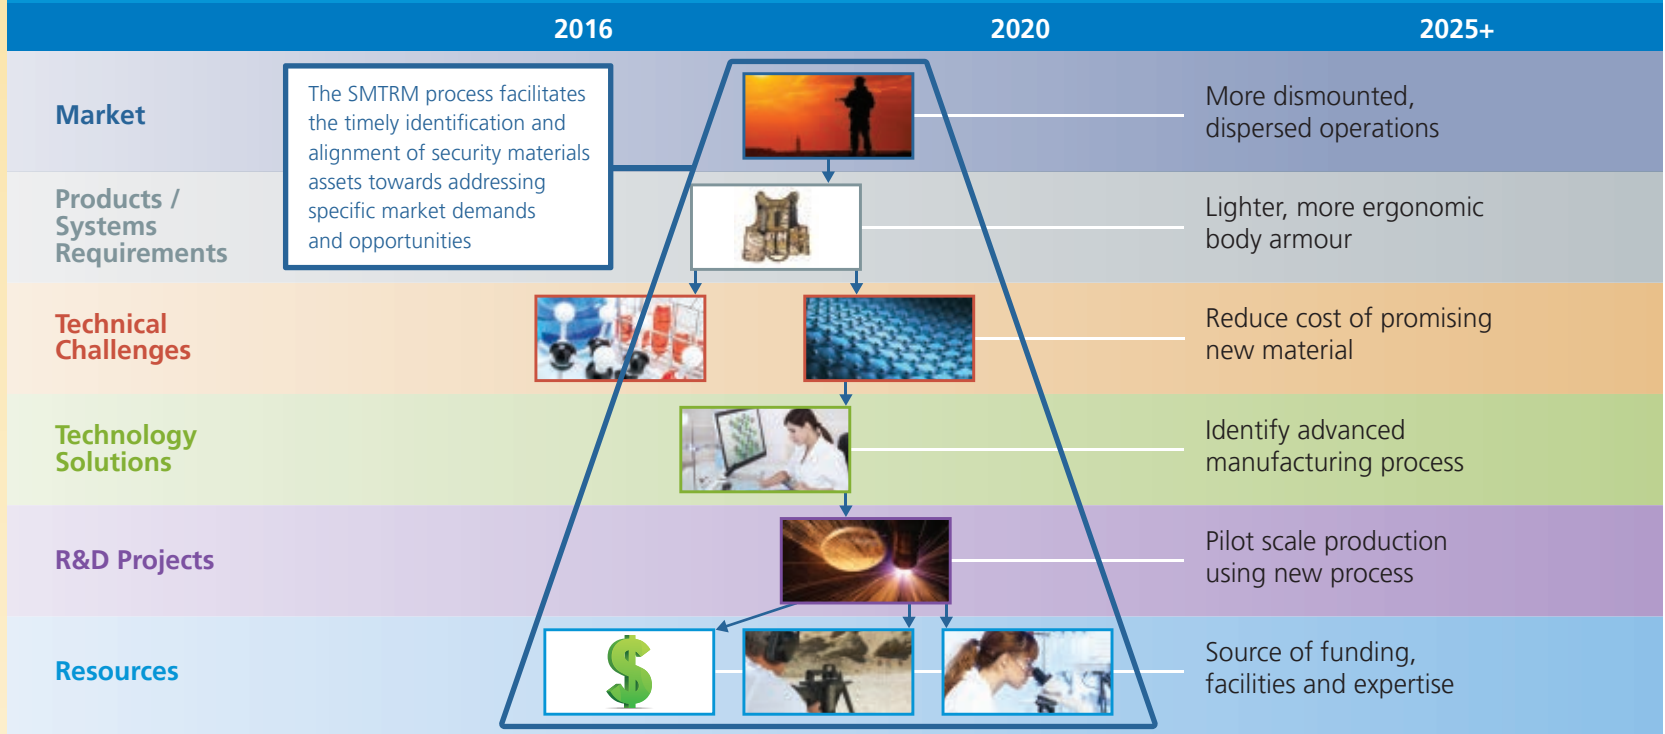 2016
2020
2025+
Market
The SMTRM process facilitates
the timely identification and
alignment of security materials
assets towards addressing
specific market demands
and opportunities
More dismounted,
dispersed operations
Products /
Systems
Requirements
Lighter, more ergonomic
body armour
Technical
Challenges
Reduce cost of promising
new material
Technology
Solutions
Identify advanced
manufacturing process
R&D Projects
Pilot scale production
using new process
Resources
$
Source of funding,
facilities and expertise